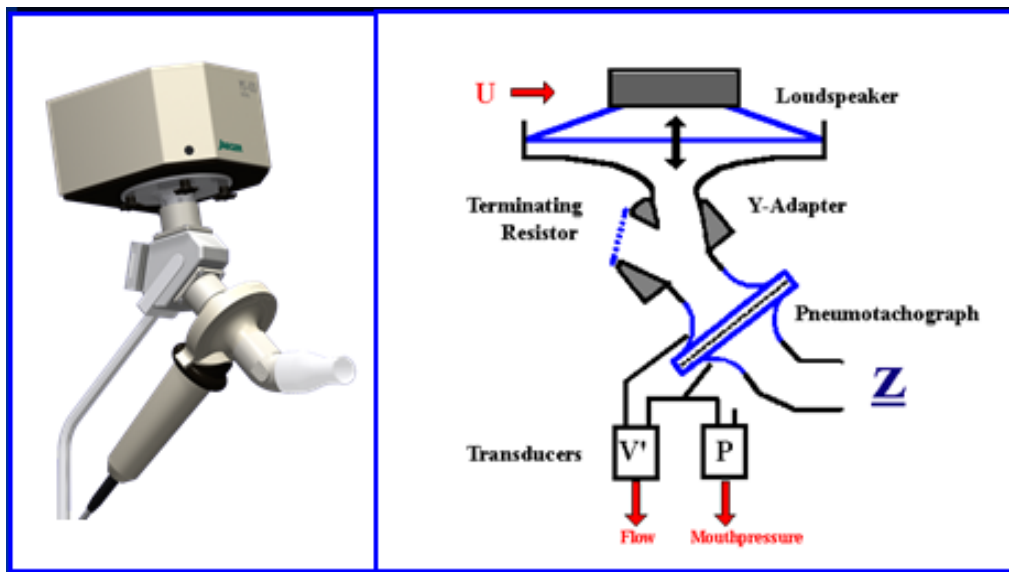 U
Loudspeaker
Terminating
Resistor
Y-Adapter
Pneumotachograph
Z
Transducers
V'
P
Flow
Mouthpressure